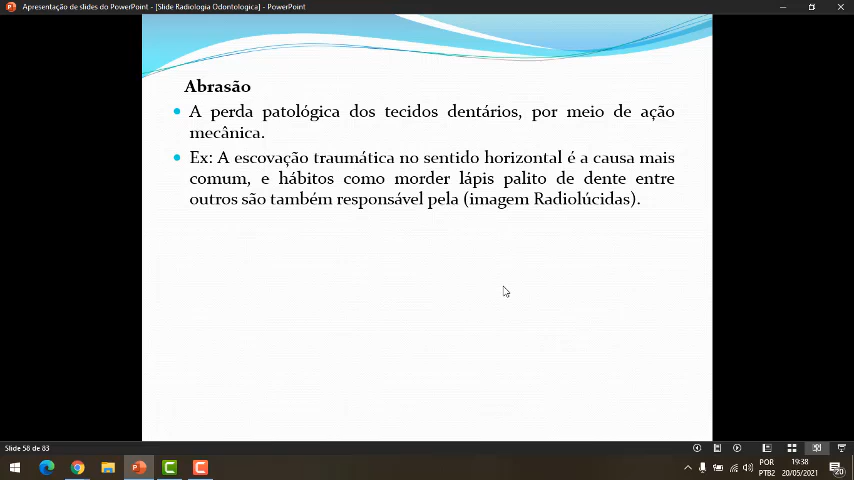 Apresentação de slides do PowerPoint - [Slide Radiologia Odontologica] - PowerPoint
Abrasão
A perda patológica dos tecidos dentários, por meio de ação
mecânica.
Ex: A escovação traumática no sentido horizontal é a causa mais
comum, e hábitos como morder lápis palito de dente entre
outros são também responsável pela (imagem Radiolúcidas).
Slide 58 de 83
POR
PTB2
19:38
20/05/2021
20